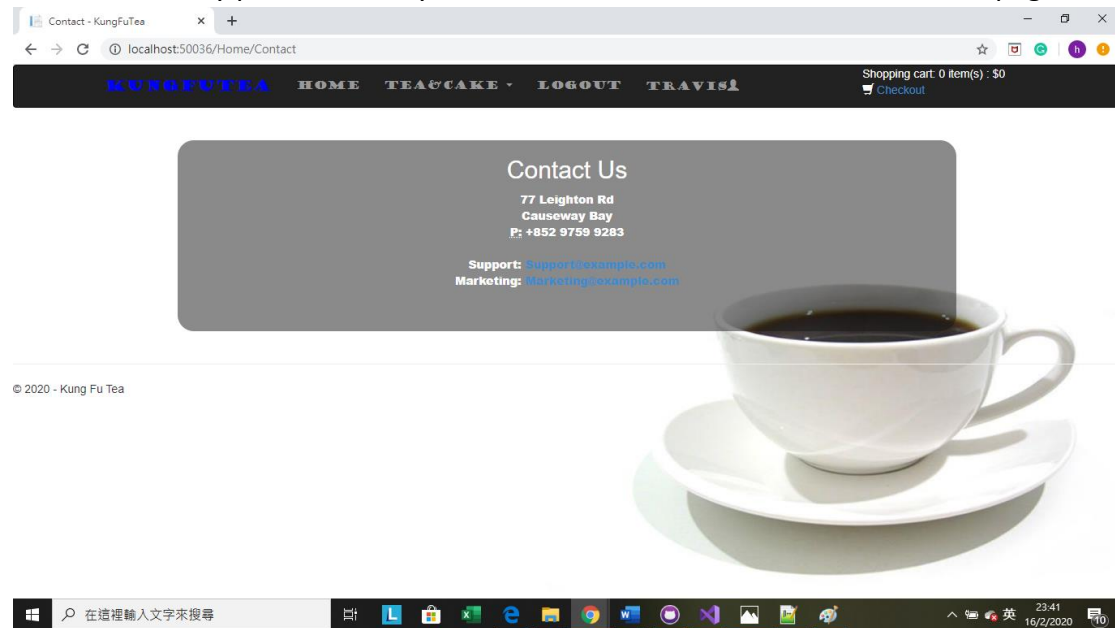 Contact - KungFuTea
localhost:50036/Home/Contact
KUNGFUTEA HOME TEA&CAKE LOGOUT TRAVIS
Shopping cart: 0 item(s) : $0
Checkout
Contact Us
77 Leighton Rd
Causeway Bay
P: +852 9759 9283
Support: Support@example.com
Marketing: Marketing@example.com
© 2020 - Kung Fu Tea
在這裡輸入文字來搜尋
英
23:41
16/2/2020
10